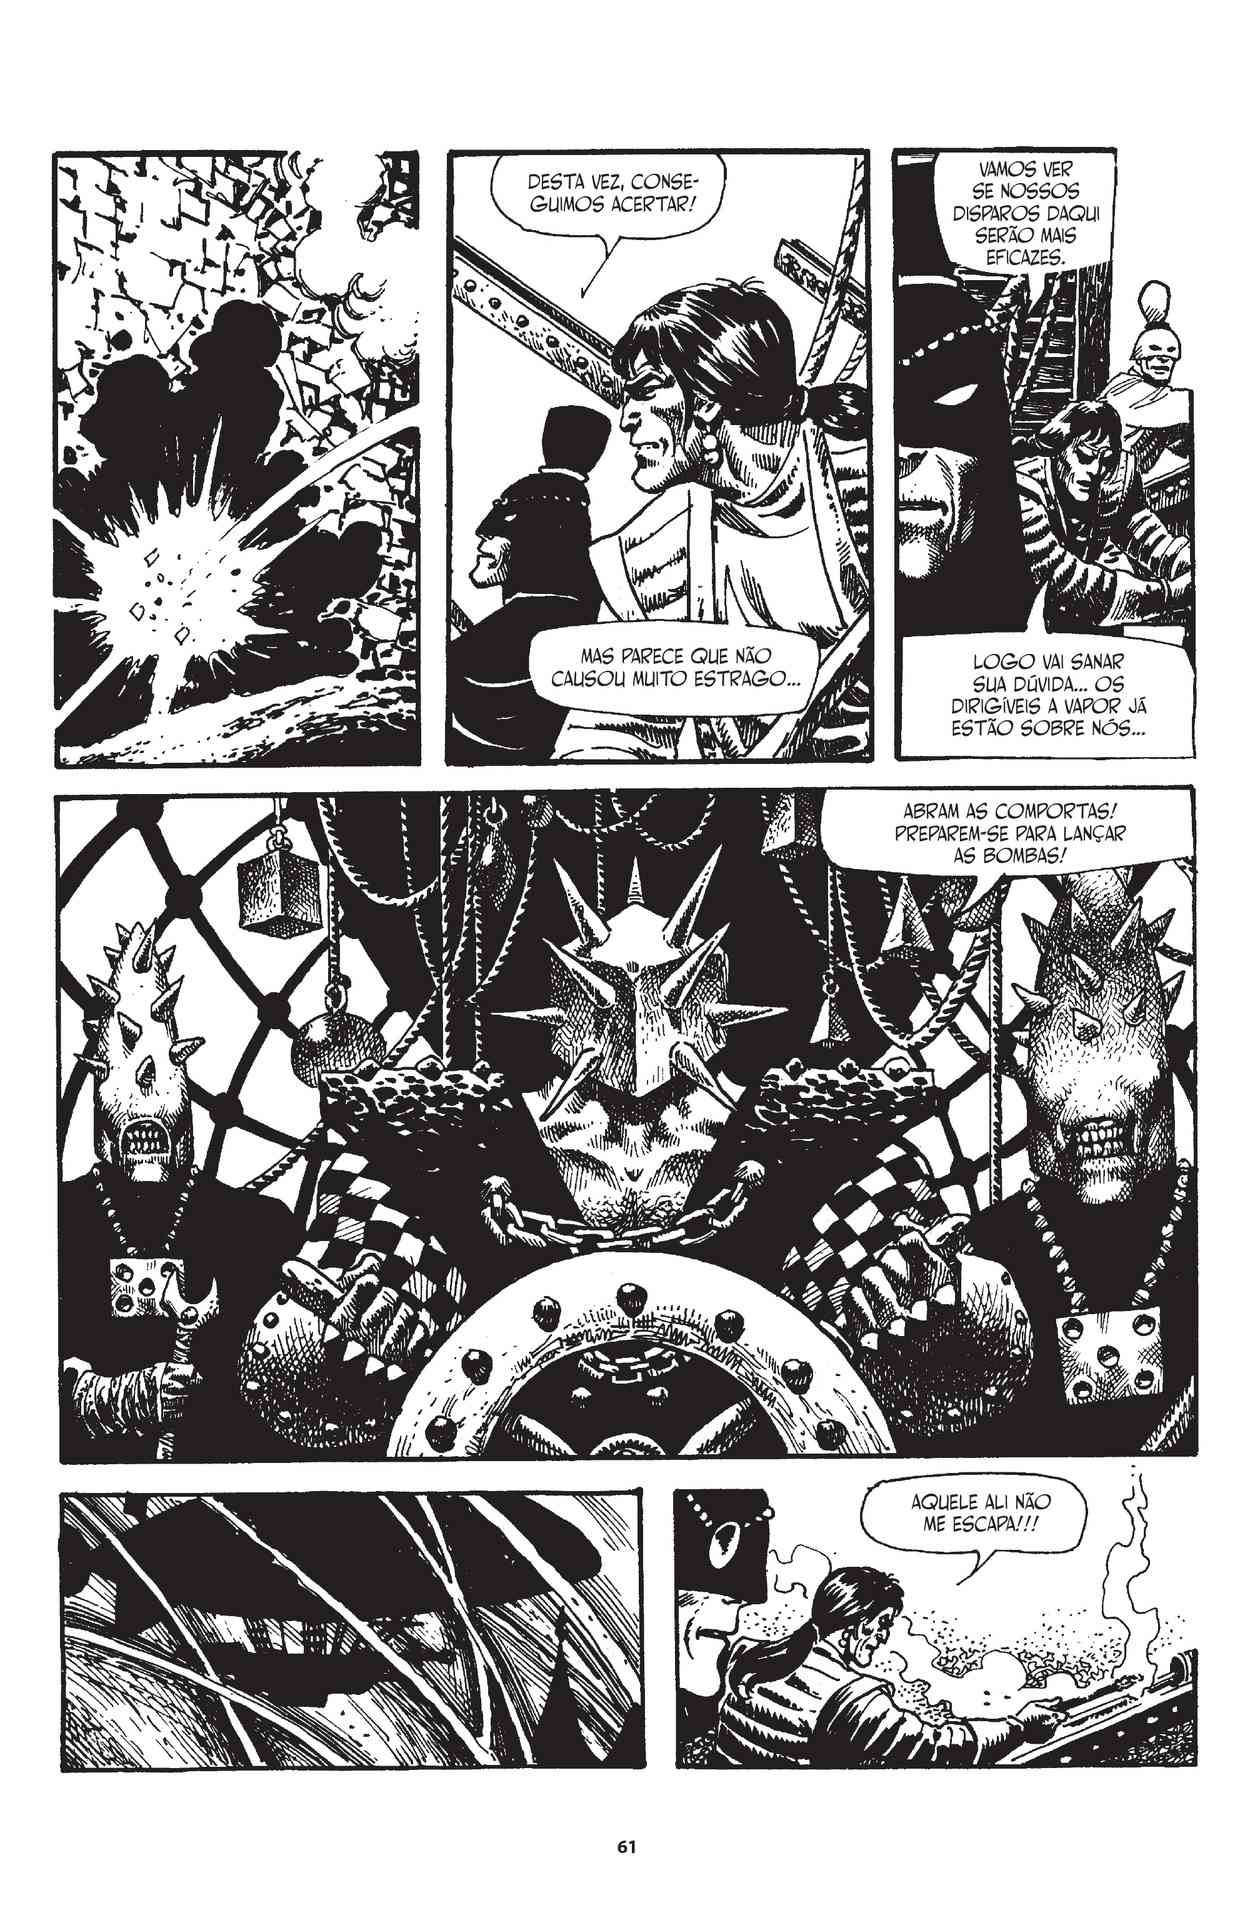 DESTA VEZ, CONSE-
GUIMOS ACERTAR!
MAS PARECE QUE NÃO
CAUSOU MUITO ESTRAGO...
VAMOS VER
SE NOSSOS
DISPAROS DAQUI
SERÃO MAIS
EFICAZES.
LOGO VAI SANAR
SUA DÚVIDA... OS
DIRIGÍVEIS A VAPOR JÁ
ESTÃO SOBRE NÓS...
ABRAM AS COMPORTAS!
PREPAREM-SE PARA LANÇAR
AS BOMBAS!
AQUELE ALI NÃO
ME ESCAPA!!!
61